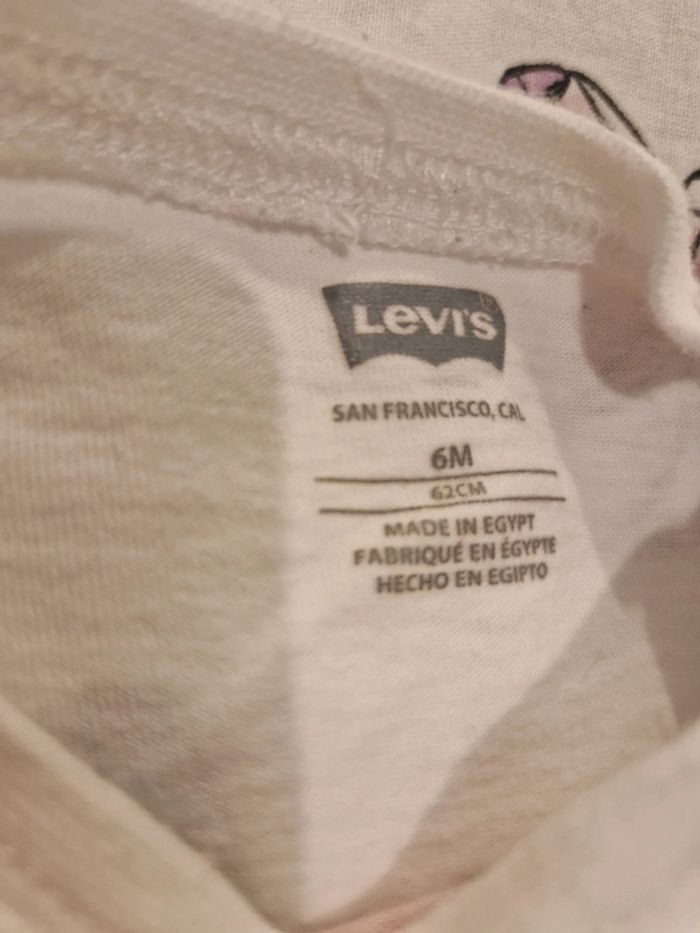 LEVI'S
SAN FRANCISCO, CAL
6M
62CM
MADE IN EGYPT
FABRIQUÉ EN ÉGYPTE
HECHO EN EGIPTO